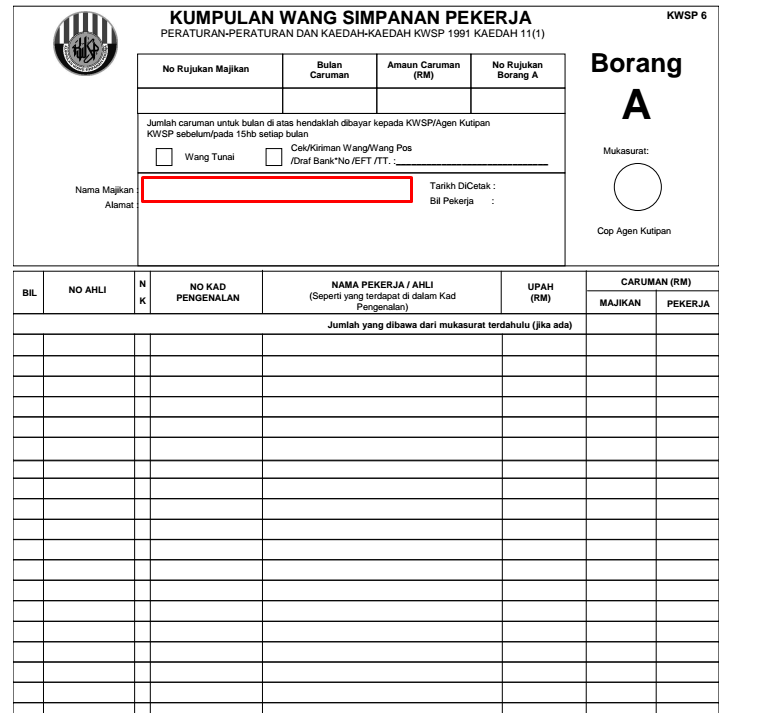 KUMPULAN WANG SIMPANAN PEKERJA
KWSP 6
PERATURAN-PERATURAN DAN KAEDAH-KAEDAH KWSP 1991 KAEDAH 11(1)
No Rujukan Majikan
Bulan
Caruman
Amaun Caruman
(RM)
No Rujukan
Borang A
Borang
A
Jumlah caruman untuk bulan di atas hendaklah dibayar kepada KWSP/Agen Kutipan
KWSP sebelum/pada 15hb setiap bulan
Wang Tunai
Cek/Kiriman Wang/Wang Pos
/Draf Bank*No /EFT /TT. :
Mukasurat:
Nama Majikan :
Alamat :
Tarikh DiCetak :
Bil Pekerja :
Cop Agen Kutipan
BIL
NO AHLI
N
K
NO KAD
PENGENALAN
NAMA PEKERJA / AHLI
(Seperti yang terdapat di dalam Kad
Pengenalan)
UPAH
(RM)
CARUMAN (RM)
MAJIKAN
PEKERJA
Jumlah yang dibawa dari mukasurat terdahulu (jika ada)